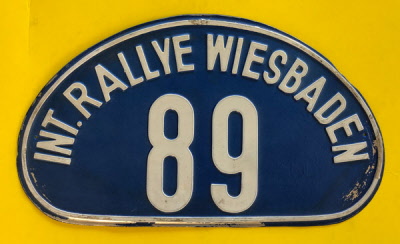 INT. RALLYE WIESBADEN
89